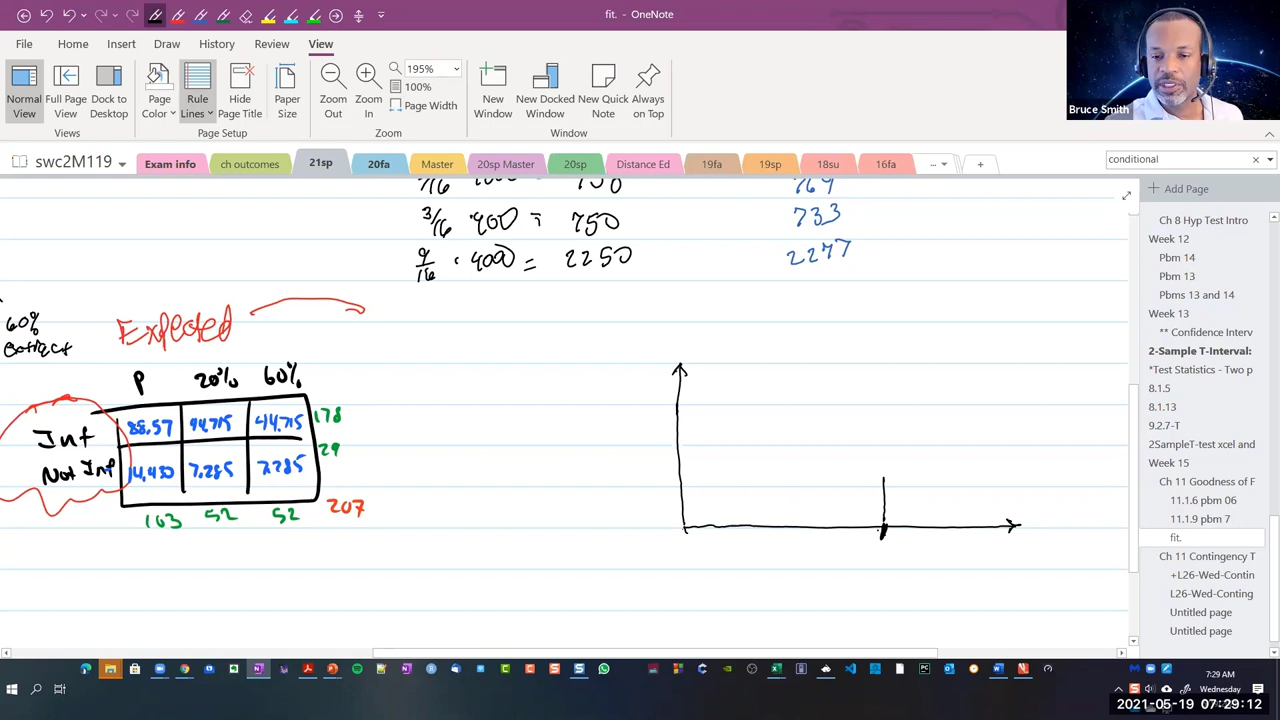 fit. - OneNote
File Home Insert Draw History Review View
195%
100%
Page Width
Normal View
Full Page View
Dock to Desktop
Page Color
Rule Lines
Hide Page Title
Paper Size
Zoom Out
Zoom In
New Window
New Docked Window
New Quick Note
Always on Top
Views
Page Setup
Zoom
Window
Bruce Smith
swc2M119
Exam info
ch outcomes
21sp
20fa
Master
20sp Master
20sp
Distance Ed
19fa
19sp
18su
16fa
conditional
Add Page
Ch 8 Hyp Test Intro
Week 12
Pbm 14
Pbm 13
Pbms 13 and 14
Week 13
** Confidence Interv
2-Sample T-Interval:
*Test Statistics - Two p
8.1.5
8.1.13
9.2.7-T
2SampleT-test xcel and
Week 15
Ch 11 Goodness of F
11.1.6 pbm 06
11.1.9 pbm 7
fit.
Ch 11 Contingency T
+L26-Wed-Contin
L26-Wed-Conting
Untitled page
Untitled page
3/16 · 4000 = 750 733
9/16 · 4000 = 2250 2277
60%
Expected
P 20% 60%
Inf 88.57 44.715 44.715 178
Not Inf 14.430 7.285 7.285 29
103 52 52 207
7:29 AM
Wednesday
2021-05-19 07:29:12